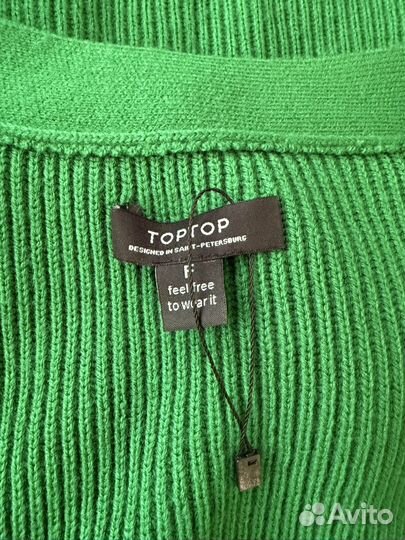 TOPTOP
DESIGNED IN SAINT-PETERSBURG
F
feel free
to wear it
Avito